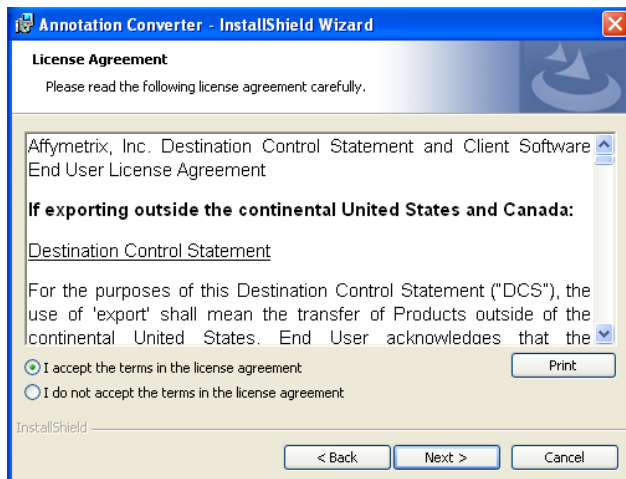 Annotation Converter - InstallShield Wizard
License Agreement
Please read the following license agreement carefully.
Affymetrix, Inc. Destination Control Statement and Client Software
End User License Agreement
If exporting outside the continental United States and Canada:
Destination Control Statement
For the purposes of this Destination Control Statement ("DCS"), the
use of 'export' shall mean the transfer of Products outside of the
continental United States. End User acknowledges that the
I accept the terms in the license agreement
Print
I do not accept the terms in the license agreement
InstallShield
< Back
Next >
Cancel